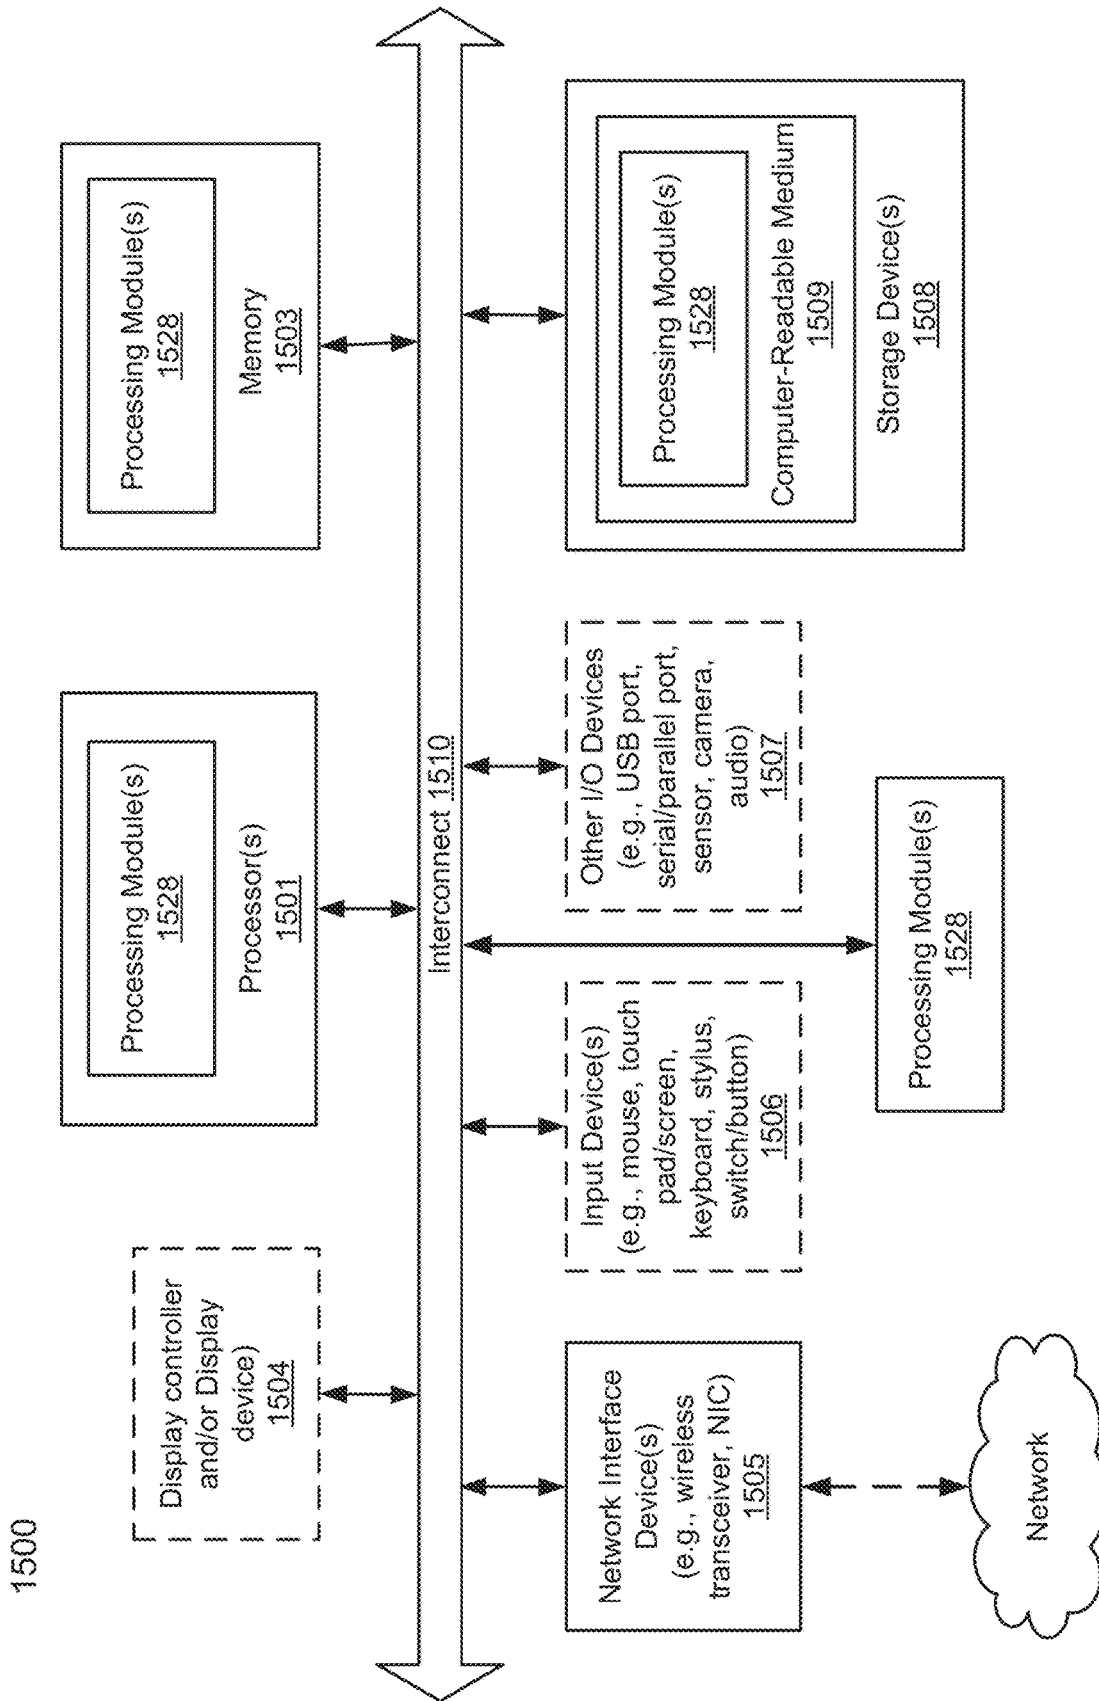 1500
Display controller
and/or Display
device)
1504
Processing Module(s)
1528
Processor(s)
1501
Processing Module(s)
1528
Memory
1503
Interconnect 1510
Network Interface
Device(s)
(e.g., wireless
transceiver, NIC)
1505
Input Device(s)
(e.g., mouse, touch
pad/screen,
keyboard, stylus,
switch/button)
1506
Other I/O Devices
(e.g., USB port,
serial/parallel port,
sensor, camera,
audio)
1507
Processing Module(s)
1528
Computer-Readable Medium
1509
Storage Device(s)
1508
Network
Processing Module(s)
1528